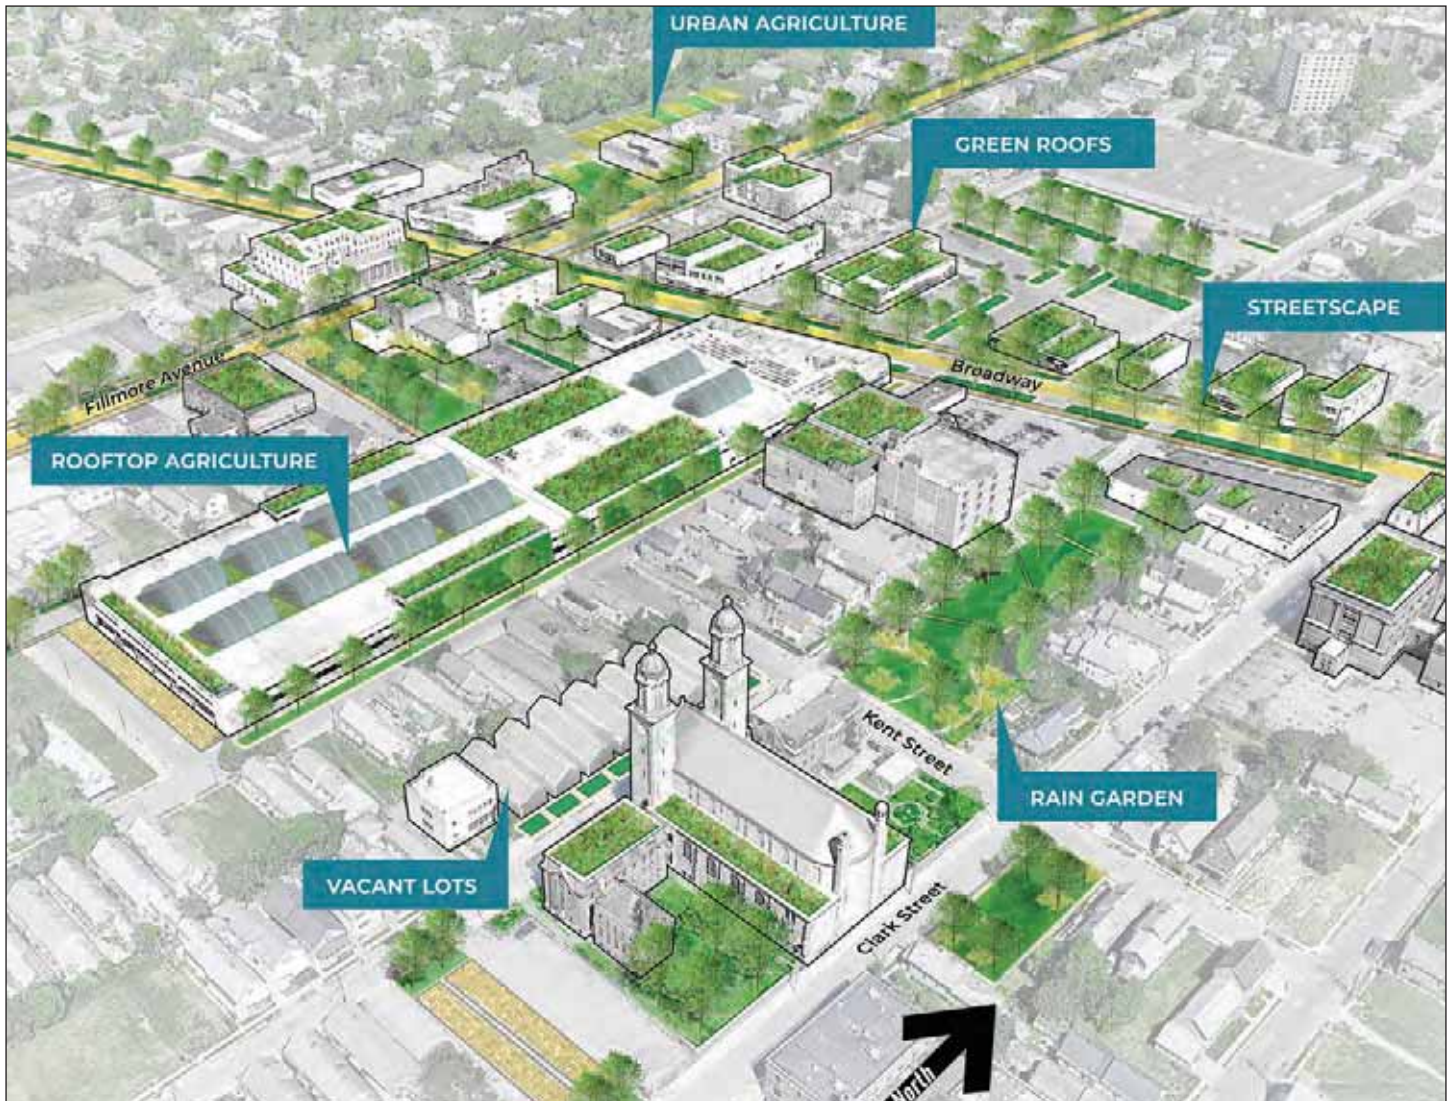 URBAN AGRICULTURE
GREEN ROOFS
STREETSCAPE
Fillmore Avenue
Broadway
ROOFTOP AGRICULTURE
Kent Street
RAIN GARDEN
VACANT LOTS
Clark Street
North